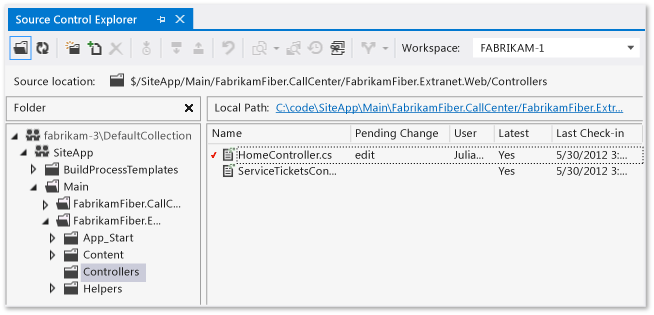 Source Control Explorer
Workspace: FABRIKAM-1
Source location: $/SiteApp/Main/FabrikamFiber.CallCenter/FabrikamFiber.Extranet.Web/Controllers
Folder
Local Path: C:\code\SiteApp\Main\FabrikamFiber.CallCenter/FabrikamFiber.Extr...
fabrikam-3\DefaultCollection
SiteApp
BuildProcessTemplates
Main
FabrikamFiber.CallC...
FabrikamFiber.E...
App_Start
Content
Controllers
Helpers
Name Pending Change User Latest Last Check-in
HomeController.cs edit Julia... Yes 5/30/2012 3:...
ServiceTicketsCon... Yes 5/30/2012 3:...